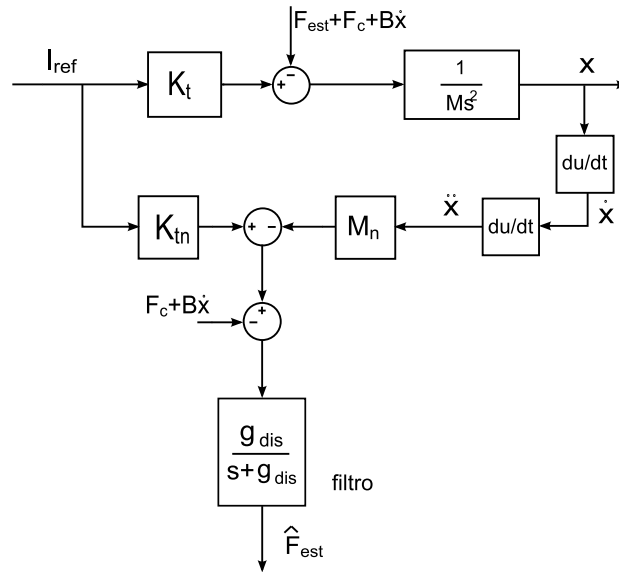 F_est+F_c+Bẋ
I_ref
K_t
+
−
1
Ms²
x
du/dt
ẋ
K_tn
+
−
M_n
ẍ
du/dt
F_c+Bẋ
+
−
g_dis
s+g_dis
filtro
F̂_est